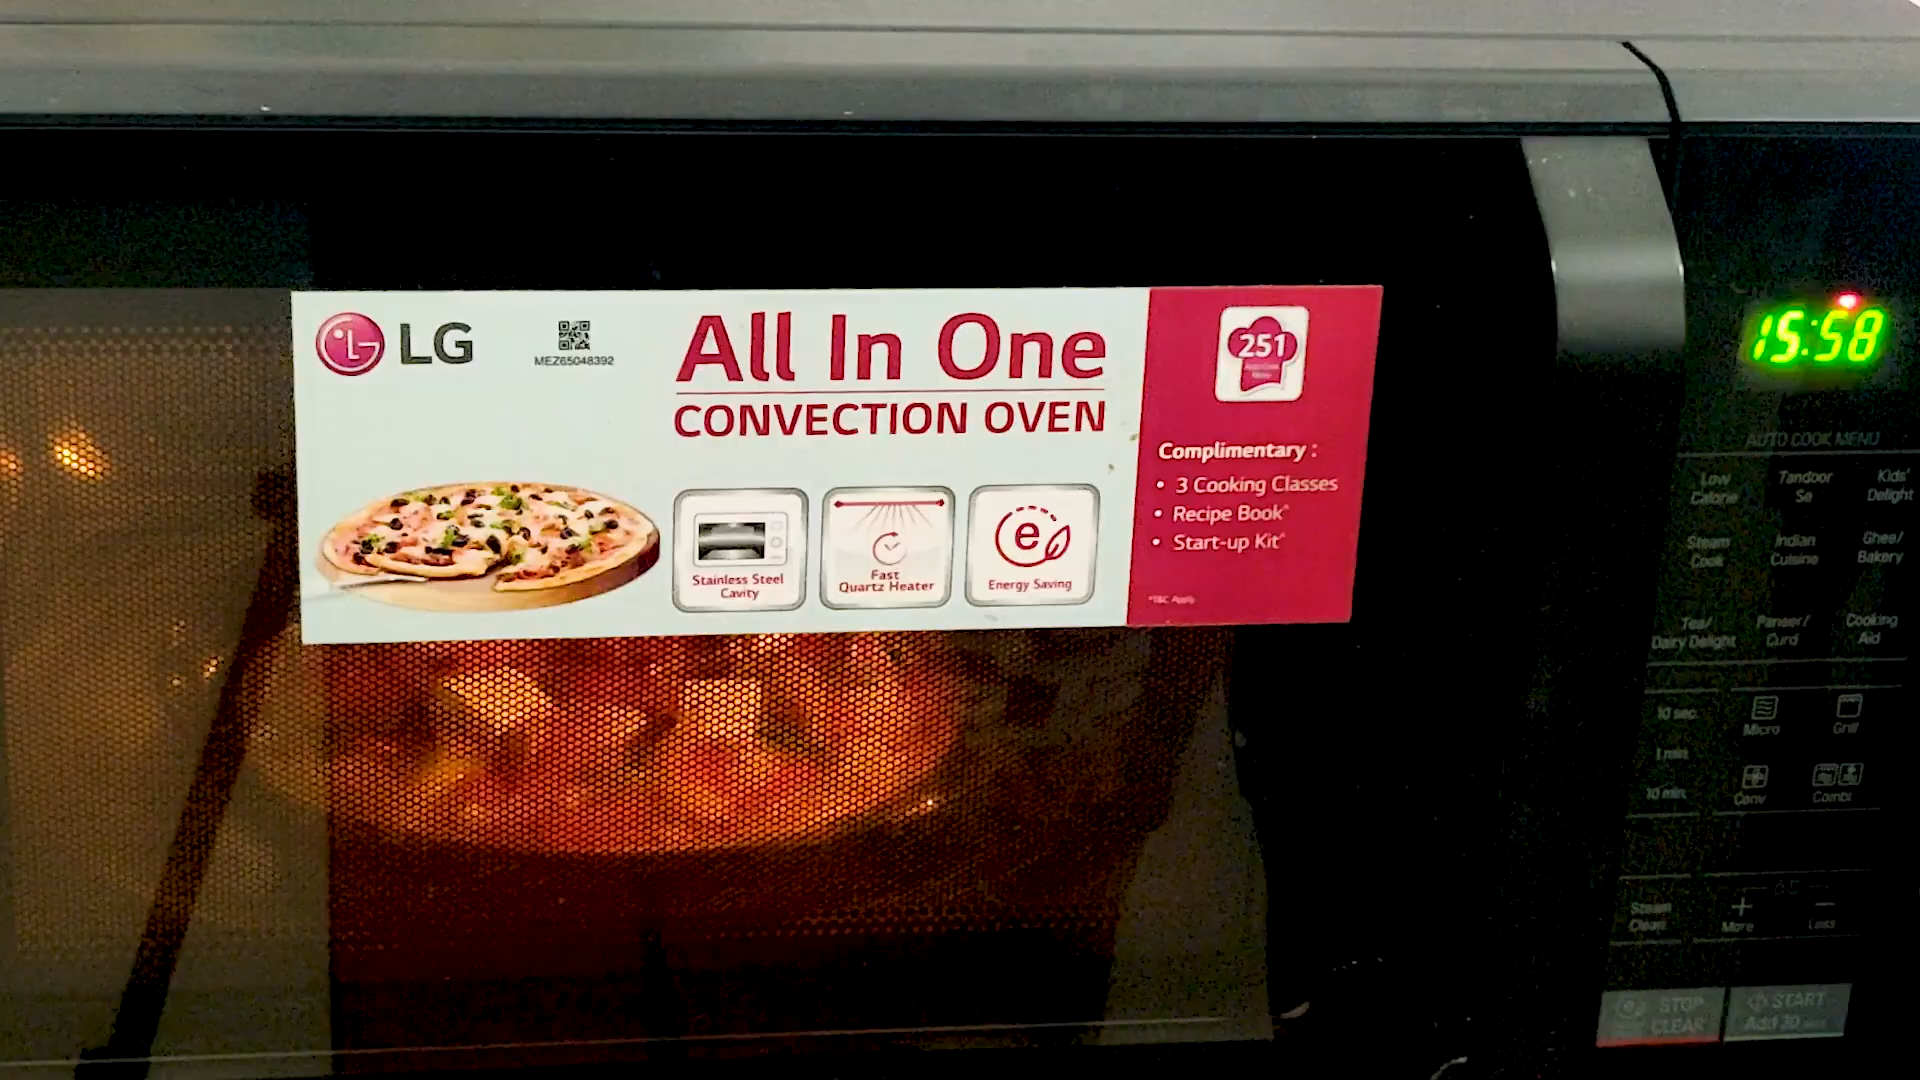 LG
MEZ65048392
All In One
CONVECTION OVEN
Stainless Steel
Cavity
Fast
Quartz Heater
Energy Saving
251
Complimentary :
• 3 Cooking Classes
• Recipe Book^
• Start-up Kit^
*T&C Apply
15:58
AUTO COOK MENU
Low
Calorie
Tandoor
Se
Kids'
Delight
Steam
Cook
Indian
Cuisine
Ghee/
Bakery
Tea/
Dairy Delight
Paneer/
Curd
Cooking
Aid
10 sec
1 min
10 min
Micro
Grill
Conv
Combi
Steam
Clean
More
Less
STOP
CLEAR
START
Add 30